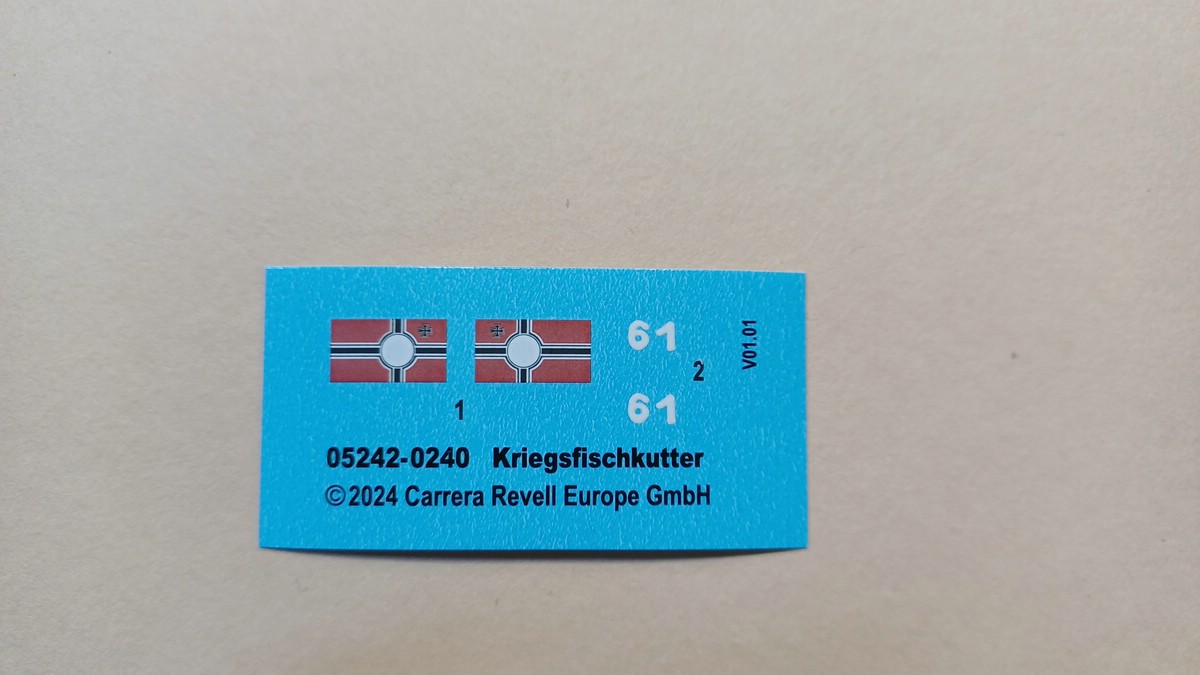 61
2
V01.01
1
61
05242-0240 Kriegsfischkutter
©2024 Carrera Revell Europe GmbH